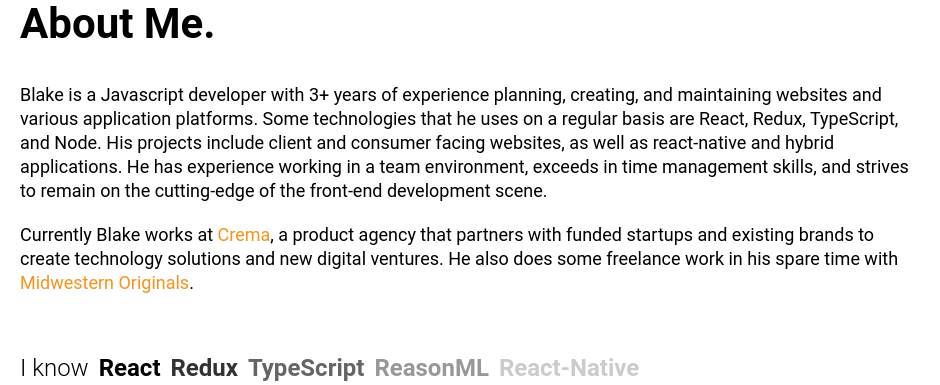 About Me.
Blake is a Javascript developer with 3+ years of experience planning, creating, and maintaining websites and
various application platforms. Some technologies that he uses on a regular basis are React, Redux, TypeScript,
and Node. His projects include client and consumer facing websites, as well as react-native and hybrid
applications. He has experience working in a team environment, exceeds in time management skills, and strives
to remain on the cutting-edge of the front-end development scene.
Currently Blake works at Crema, a product agency that partners with funded startups and existing brands to
create technology solutions and new digital ventures. He also does some freelance work in his spare time with
Midwestern Originals.
I know React Redux TypeScript ReasonML React-Native